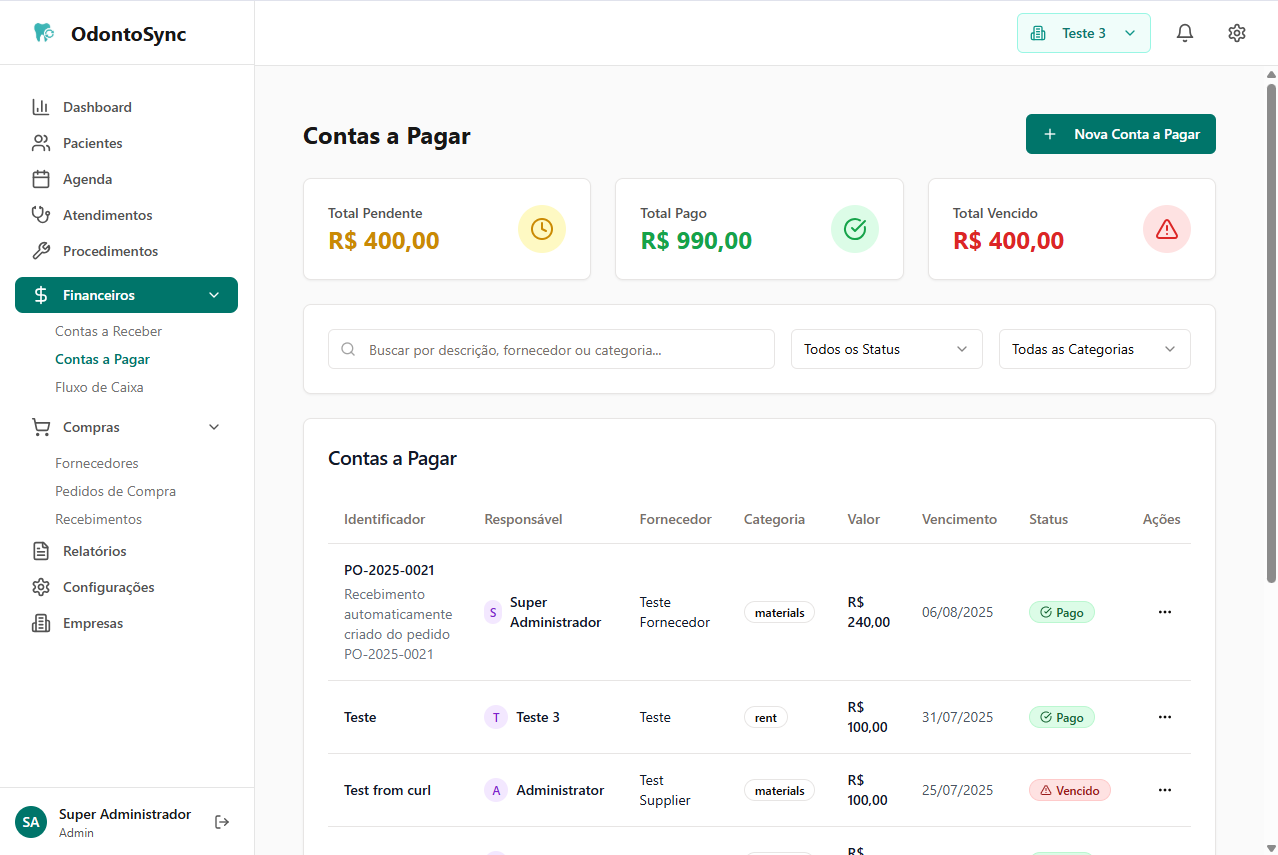 OdontoSync
Teste 3
Dashboard
Pacientes
Agenda
Atendimentos
Procedimentos
Financeiros
Contas a Receber
Contas a Pagar
Fluxo de Caixa
Compras
Fornecedores
Pedidos de Compra
Recebimentos
Relatórios
Configurações
Empresas
SA
Super Administrador
Admin
Contas a Pagar
Nova Conta a Pagar
Total Pendente
R$ 400,00
Total Pago
R$ 990,00
Total Vencido
R$ 400,00
Buscar por descrição, fornecedor ou categoria...
Todos os Status
Todas as Categorias
Contas a Pagar
Identificador Responsável Fornecedor Categoria Valor Vencimento Status Ações
PO-2025-0021
Recebimento
automaticamente
criado do pedido
PO-2025-0021
S
Super
Administrador
Teste
Fornecedor
materials
R$
240,00
06/08/2025
Pago
Teste
T
Teste 3
Teste
rent
R$
100,00
31/07/2025
Pago
Test from curl
A
Administrator
Test
Supplier
materials
R$
100,00
25/07/2025
Vencido
R$